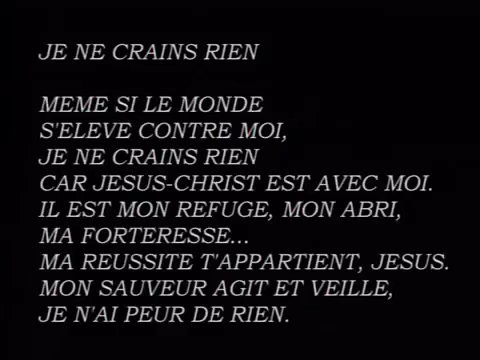 JE NE CRAINS RIEN
MEME SI LE MONDE
S'ELEVE CONTRE MOI,
JE NE CRAINS RIEN
CAR JESUS-CHRIST EST AVEC MOI.
IL EST MON REFUGE, MON ABRI,
MA FORTERESSE...
MA REUSSITE T'APPARTIENT, JESUS.
MON SAUVEUR AGIT ET VEILLE,
JE N'AI PEUR DE RIEN.